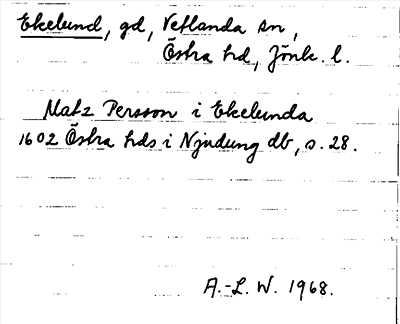 Ekelund, gd, Vetlanda sn,
Östra hd, Jönk. l.
Matz Persson i Ekelunda
1602 Östra hds i Njudung db, s. 28.
A.-L. W. 1968.